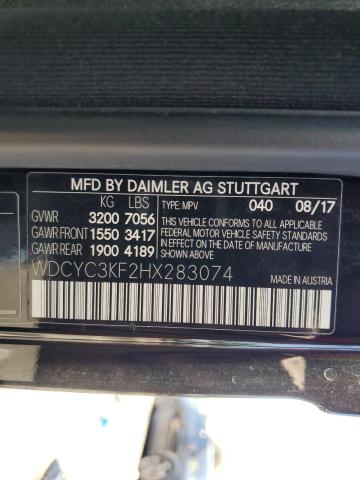 MFD BY DAIMLER AG STUTTGART
KG LBS
GVWR 3200 7056
GAWR FRONT 1550 3417
GAWR REAR 1900 4189
TYPE: MPV 040 08/17
THIS VEHICLE CONFORMS TO ALL APPLICABLE
FEDERAL MOTOR VEHICLE SAFETY STANDARDS
IN EFFECT ON THE DATE OF MANUFACTURE
SHOWN ABOVE.
WDCYC3KF2HX283074
MADE IN AUSTRIA